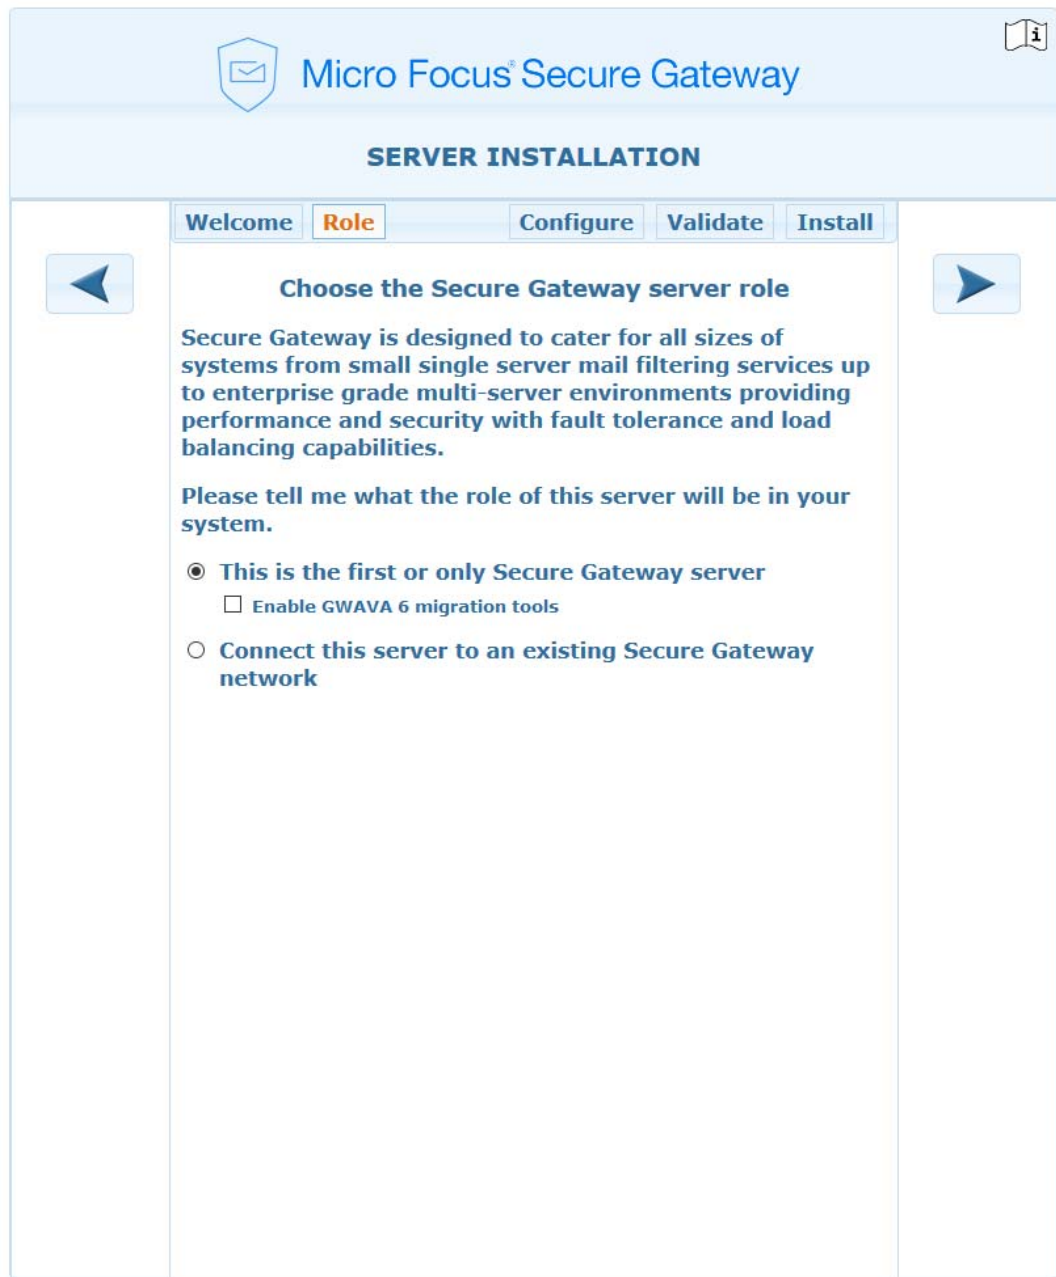 i
Micro Focus® Secure Gateway
SERVER INSTALLATION
Welcome Role Configure Validate Install
Choose the Secure Gateway server role
Secure Gateway is designed to cater for all sizes of
systems from small single server mail filtering services up
to enterprise grade multi-server environments providing
performance and security with fault tolerance and load
balancing capabilities.
Please tell me what the role of this server will be in your
system.
This is the first or only Secure Gateway server
Enable GWAVA 6 migration tools
Connect this server to an existing Secure Gateway
network